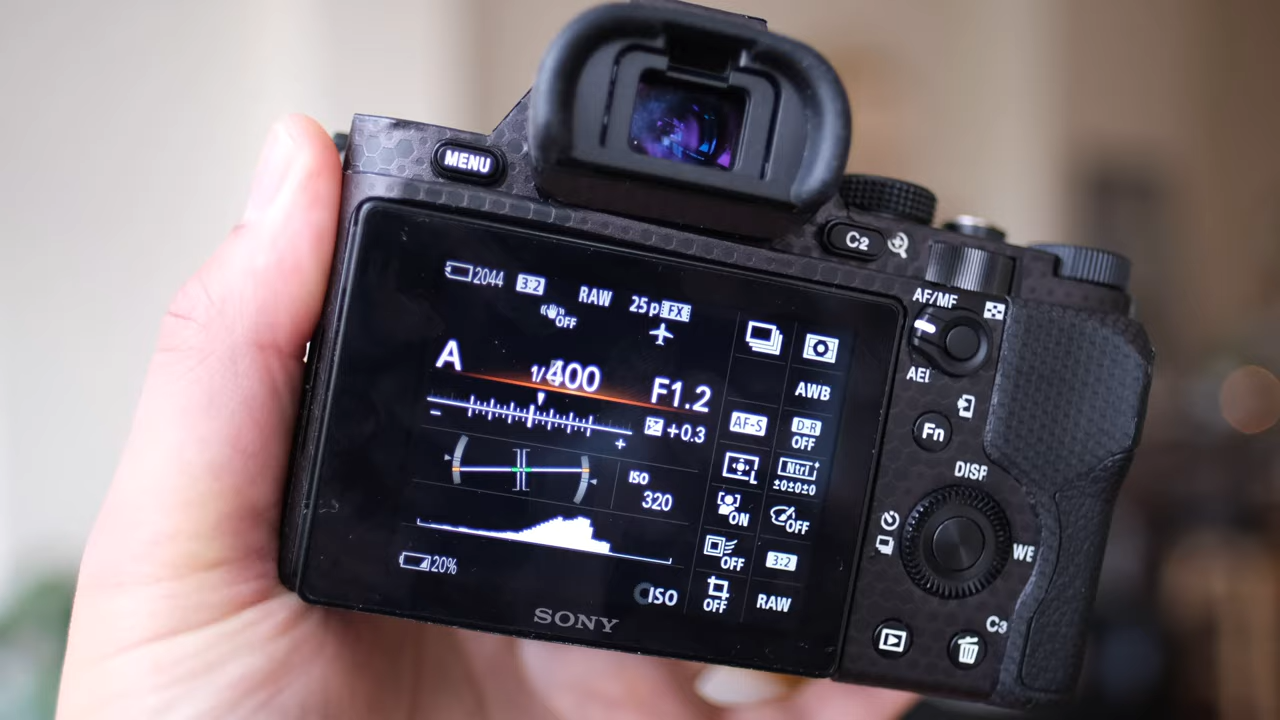 MENU
C2
2044 3:2 RAW 25p FX
OFF
A 1/400 F1.2
- + +0.3
ISO
320
20%
ISO
AWB
AF-S D-R
OFF
L Ntrl
±0±0±0
ON OFF
OFF 3:2
OFF RAW
SONY
AF/MF
AEL
Fn
DISP
C3